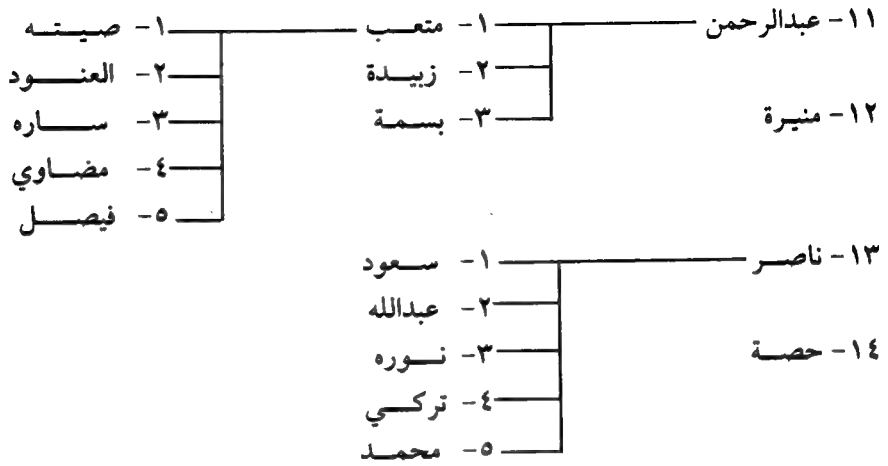 ١١- عبدالرحمن ١- متعب ١- صيته
٢- زبيدة ٢- العنود
١٢- منيرة ٣- بسمة ٣- ساره
٤- مضاوي
٥- فيصل
١٣- ناصر ١- سعود
٢- عبدالله
١٤- حصة ٣- نوره
٤- تركي
٥- محمد